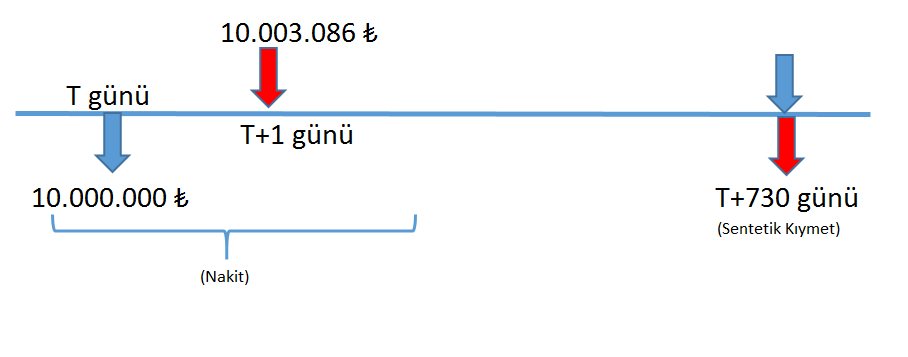 10.003.086 ₺
T günü
T+1 günü
10.000.000 ₺
T+730 günü
(Sentetik Kıymet)
(Nakit)